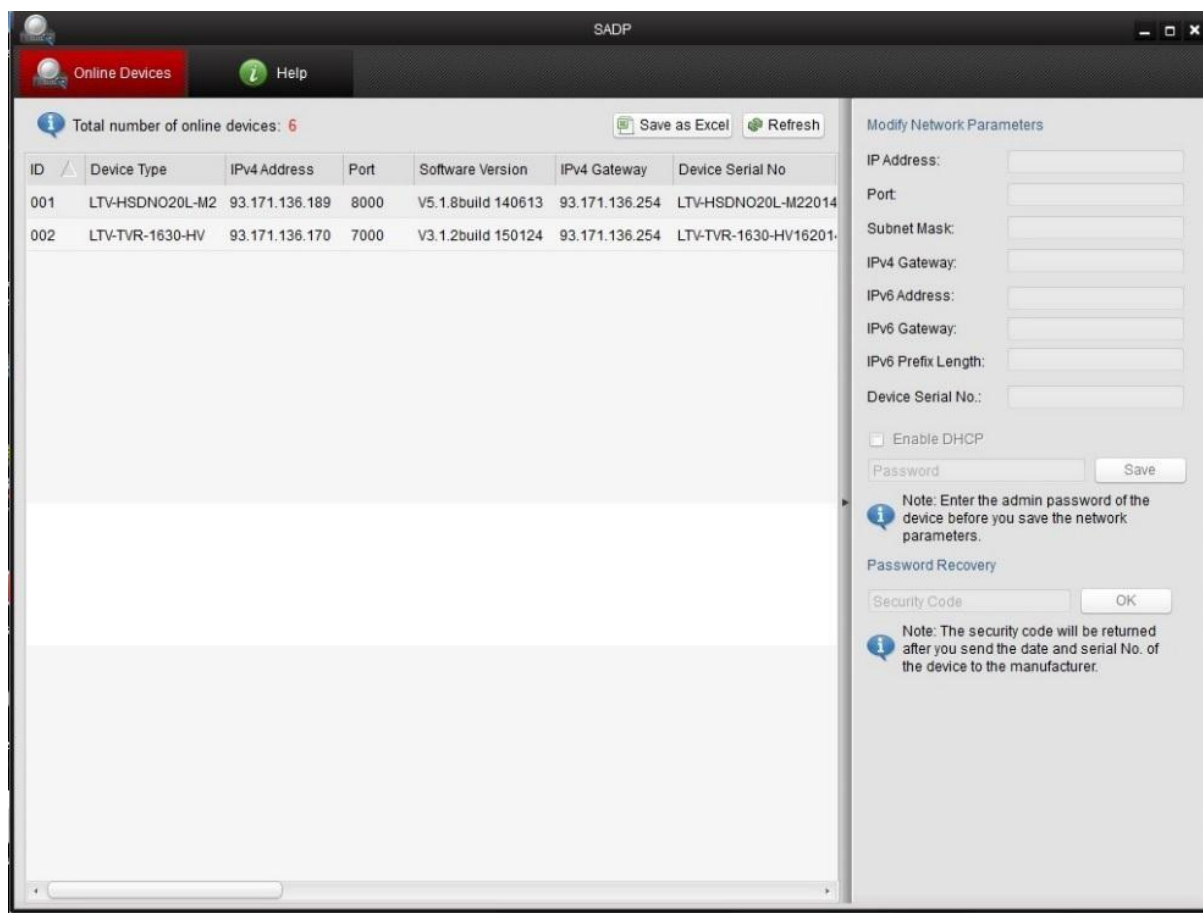 SADP
Online Devices
Help
Total number of online devices: 6
Save as Excel
Refresh
ID Device Type IPv4 Address Port Software Version IPv4 Gateway Device Serial No
001 LTV-HSDNO20L-M2 93.171.136.189 8000 V5.1.8build 140613 93.171.136.254 LTV-HSDNO20L-M22014
002 LTV-TVR-1630-HV 93.171.136.170 7000 V3.1.2build 150124 93.171.136.254 LTV-TVR-1630-HV16201
Modify Network Parameters
IP Address:
Port:
Subnet Mask:
IPv4 Gateway:
IPv6 Address:
IPv6 Gateway:
IPv6 Prefix Length:
Device Serial No.:
Enable DHCP
Password
Save
Note: Enter the admin password of the
device before you save the network
parameters.
Password Recovery
Security Code
OK
Note: The security code will be returned
after you send the date and serial No. of
the device to the manufacturer.